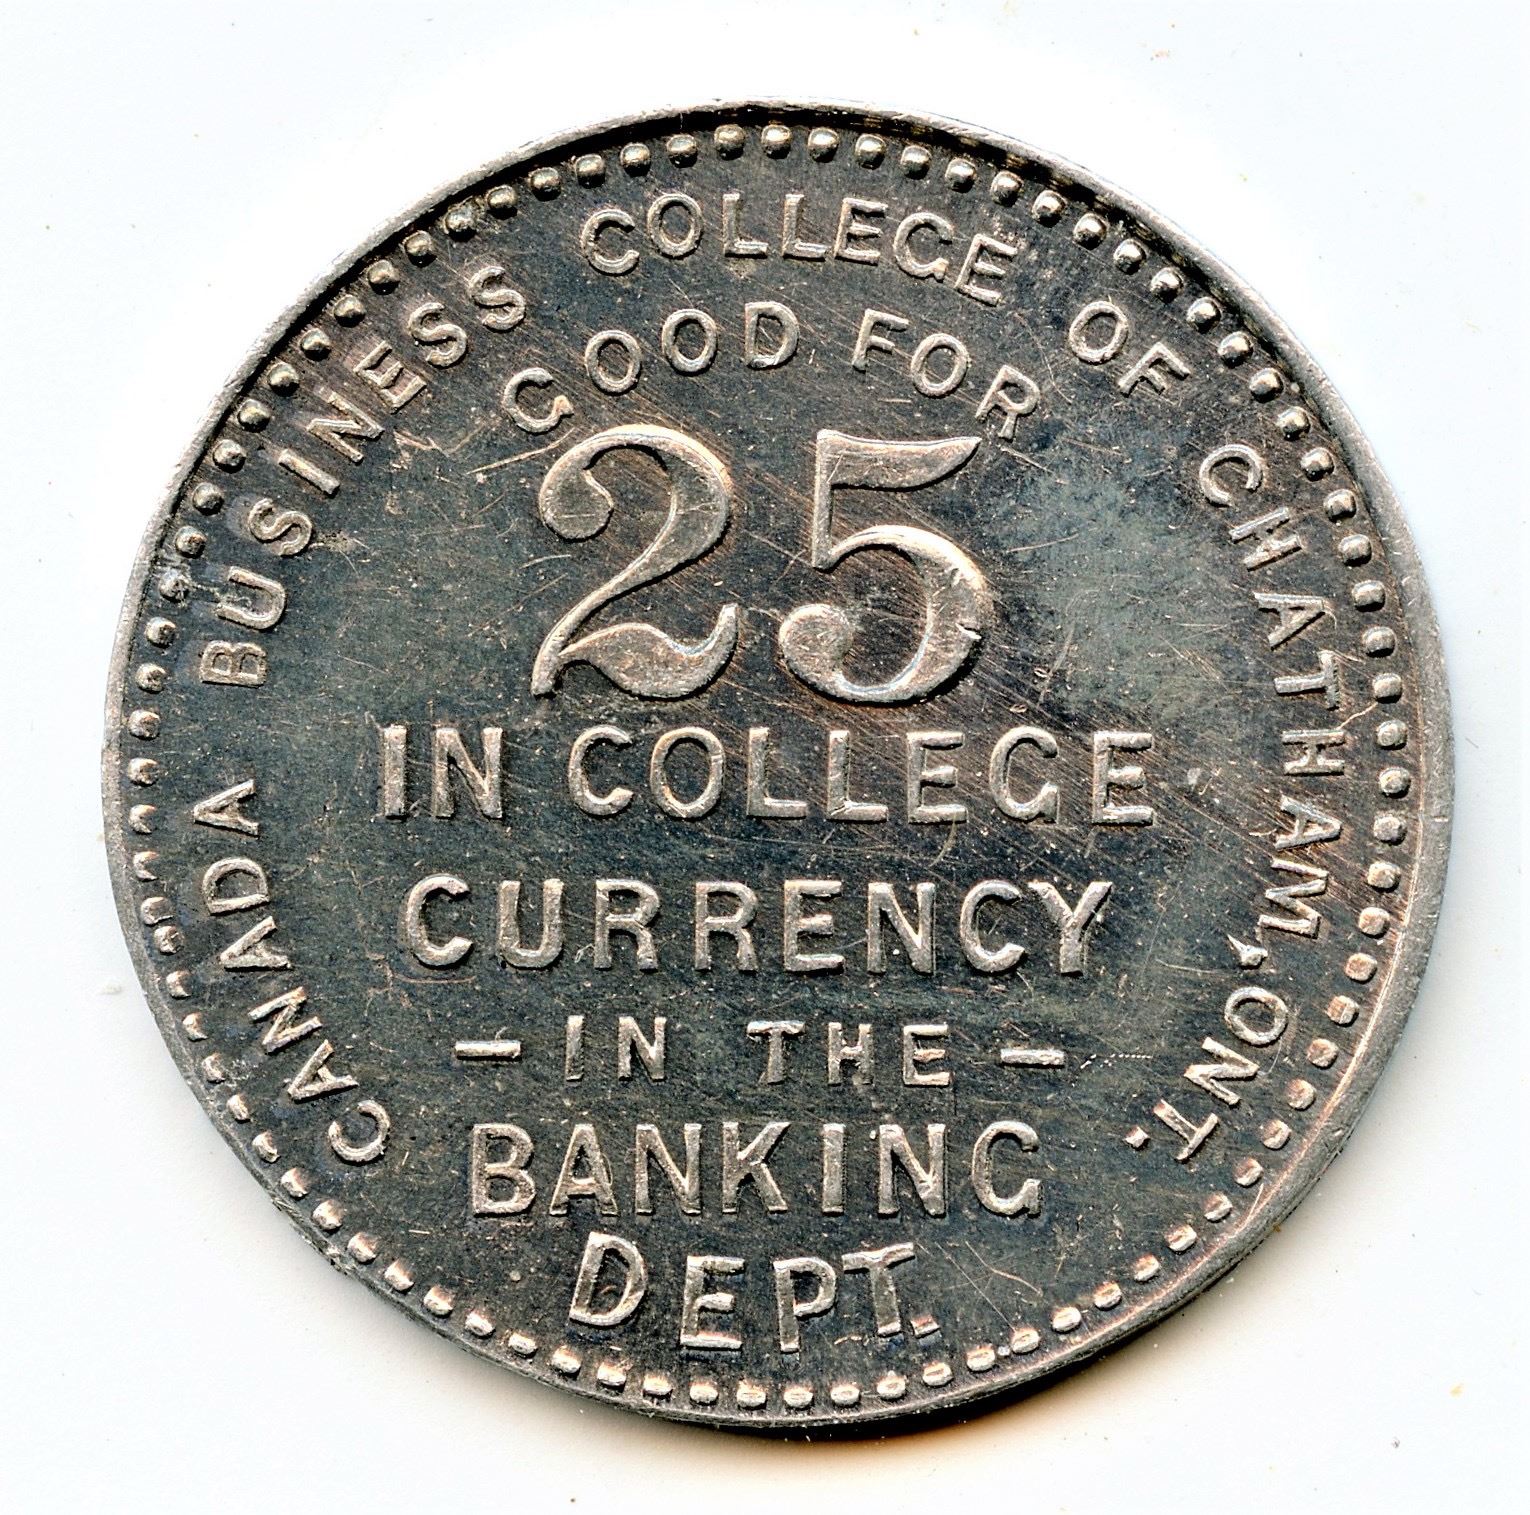 CANADA BUSINESS COLLEGE OF CHATHAM, ONT.
GOOD FOR
25
IN COLLEGE
CURRENCY
- IN THE -
BANKING
DEPT.